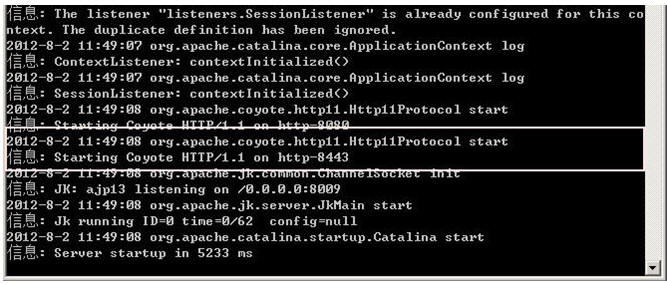 信息: The listener "listeners.SessionListener" is already configured for this co
ntext. The duplicate definition has been ignored.
2012-8-2 11:49:07 org.apache.catalina.core.ApplicationContext log
信息: ContextListener: contextInitialized()
2012-8-2 11:49:07 org.apache.catalina.core.ApplicationContext log
信息: SessionListener: contextInitialized()
2012-8-2 11:49:08 org.apache.coyote.http11.Http11Protocol start
信息: Starting Coyote HTTP/1.1 on http-8080
2012-8-2 11:49:08 org.apache.coyote.http11.Http11Protocol start
信息: Starting Coyote HTTP/1.1 on http-8443
2012-8-2 11:49:08 org.apache.jk.common.ChannelSocket init
信息: JK: ajp13 listening on /0.0.0.0:8009
2012-8-2 11:49:08 org.apache.jk.server.JkMain start
信息: Jk running ID=0 time=0/62  config=null
2012-8-2 11:49:08 org.apache.catalina.startup.Catalina start
信息: Server startup in 5233 ms